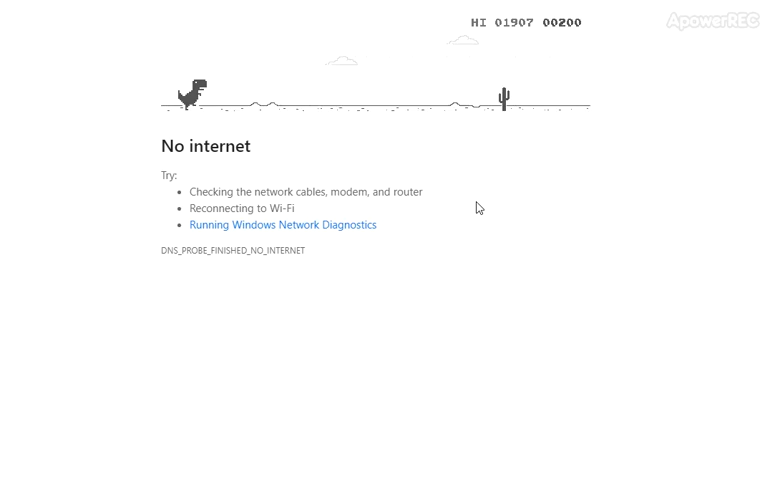 HI 01907 00200
ApowerREC
No internet
Try:
Checking the network cables, modem, and router
Reconnecting to Wi-Fi
Running Windows Network Diagnostics
DNS_PROBE_FINISHED_NO_INTERNET